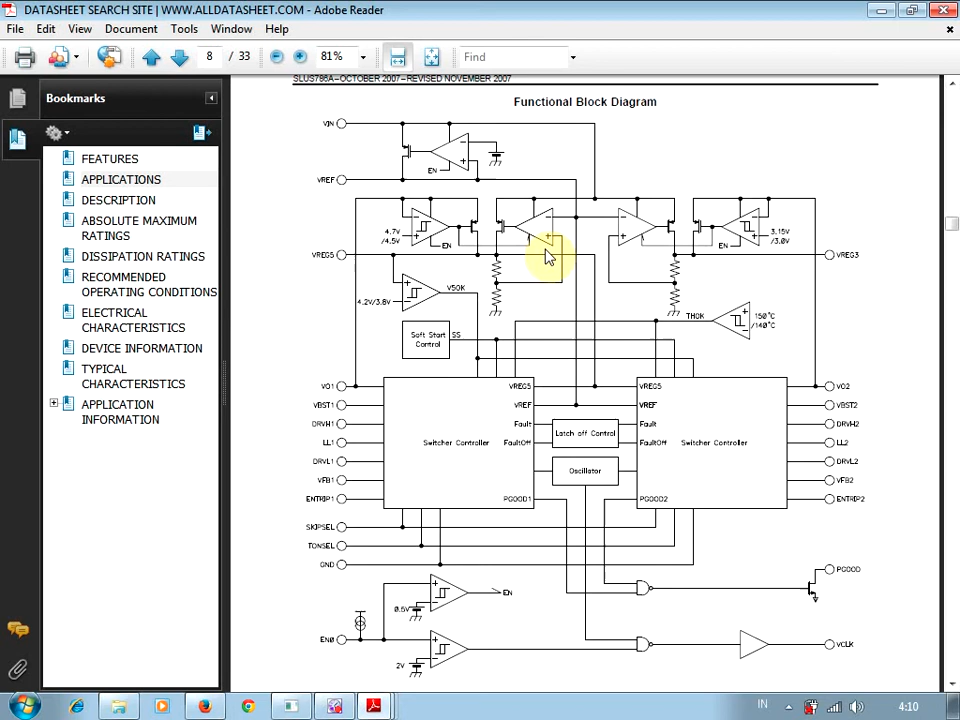 DATASHEET SEARCH SITE | WWW.ALLDATASHEET.COM - Adobe Reader
File Edit View Document Tools Window Help
8 / 33 81% Find
Bookmarks
FEATURES
APPLICATIONS
DESCRIPTION
ABSOLUTE MAXIMUM
RATINGS
DISSIPATION RATINGS
RECOMMENDED
OPERATING CONDITIONS
ELECTRICAL
CHARACTERISTICS
DEVICE INFORMATION
TYPICAL
CHARACTERISTICS
APPLICATION
INFORMATION
SLUS786A–OCTOBER 2007–REVISED NOVEMBER 2007
Functional Block Diagram
VIN
EN
VREF
4.7V
/4.5V
EN
EN
3.15V
/3.0V
VREG5
VREG3
4.2V/3.8V
V5OK
THOK
150°C
/140°C
Soft Start
Control
SS
VO1
VREG5
VREG5
VO2
VBST1
VREF
VREF
VBST2
DRVH1
Fault
Fault
DRVH2
Latch off Control
LL1
Switcher Controller
FaultOff
FaultOff
Switcher Controller
LL2
DRVL1
DRVL2
Oscillator
VFB1
VFB2
ENTRIP1
PGOOD1
PGOOD2
ENTRIP2
SKIPSEL
TONSEL
GND
PGOOD
EN
0.6V
EN0
VCLK
2V
IN 4:10